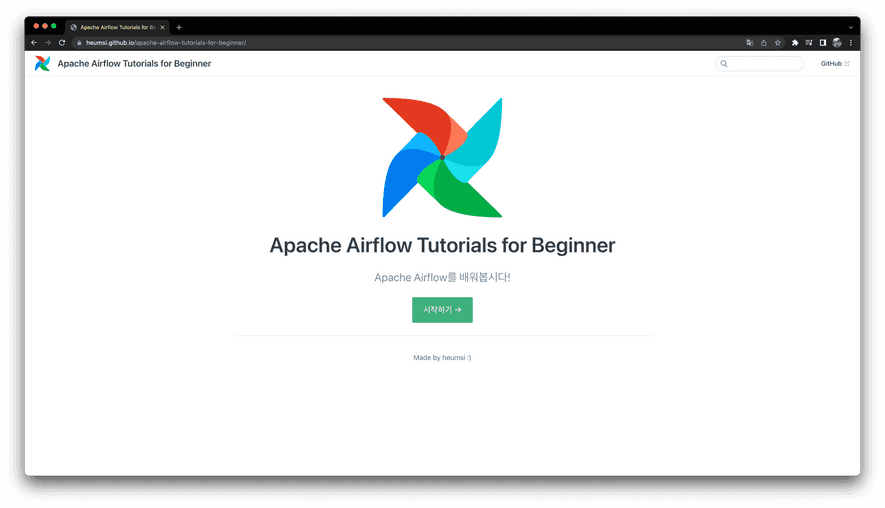 Apache Airflow Tutorials for Be
heumsi.github.io/apache-airflow-tutorials-for-beginner/
Apache Airflow Tutorials for Beginner
GitHub
Apache Airflow Tutorials for Beginner
Apache Airflow를 배워봅시다!
시작하기 →
Made by heumsi :)